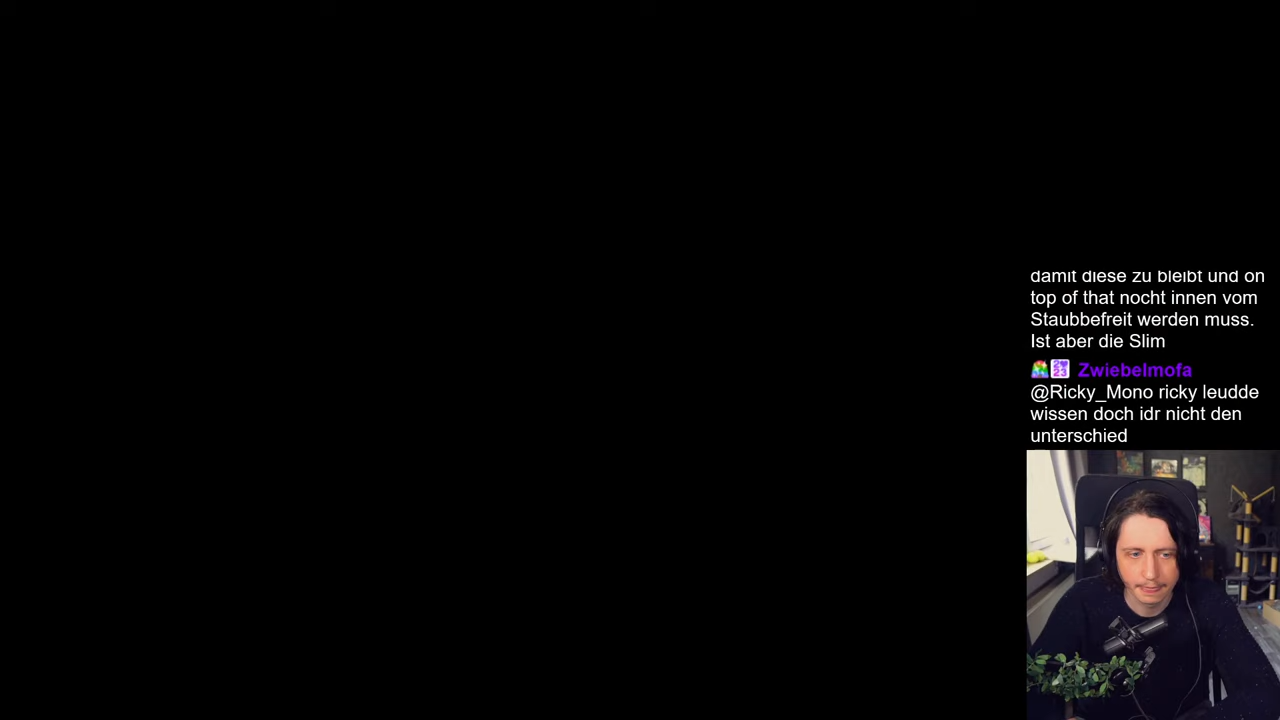 damit diese zu bleibt und on
top of that nocht innen vom
Staubbefreit werden muss.
Ist aber die Slim
Zwiebelmofa
@Ricky_Mono ricky leudde
wissen doch idr nicht den
unterschied